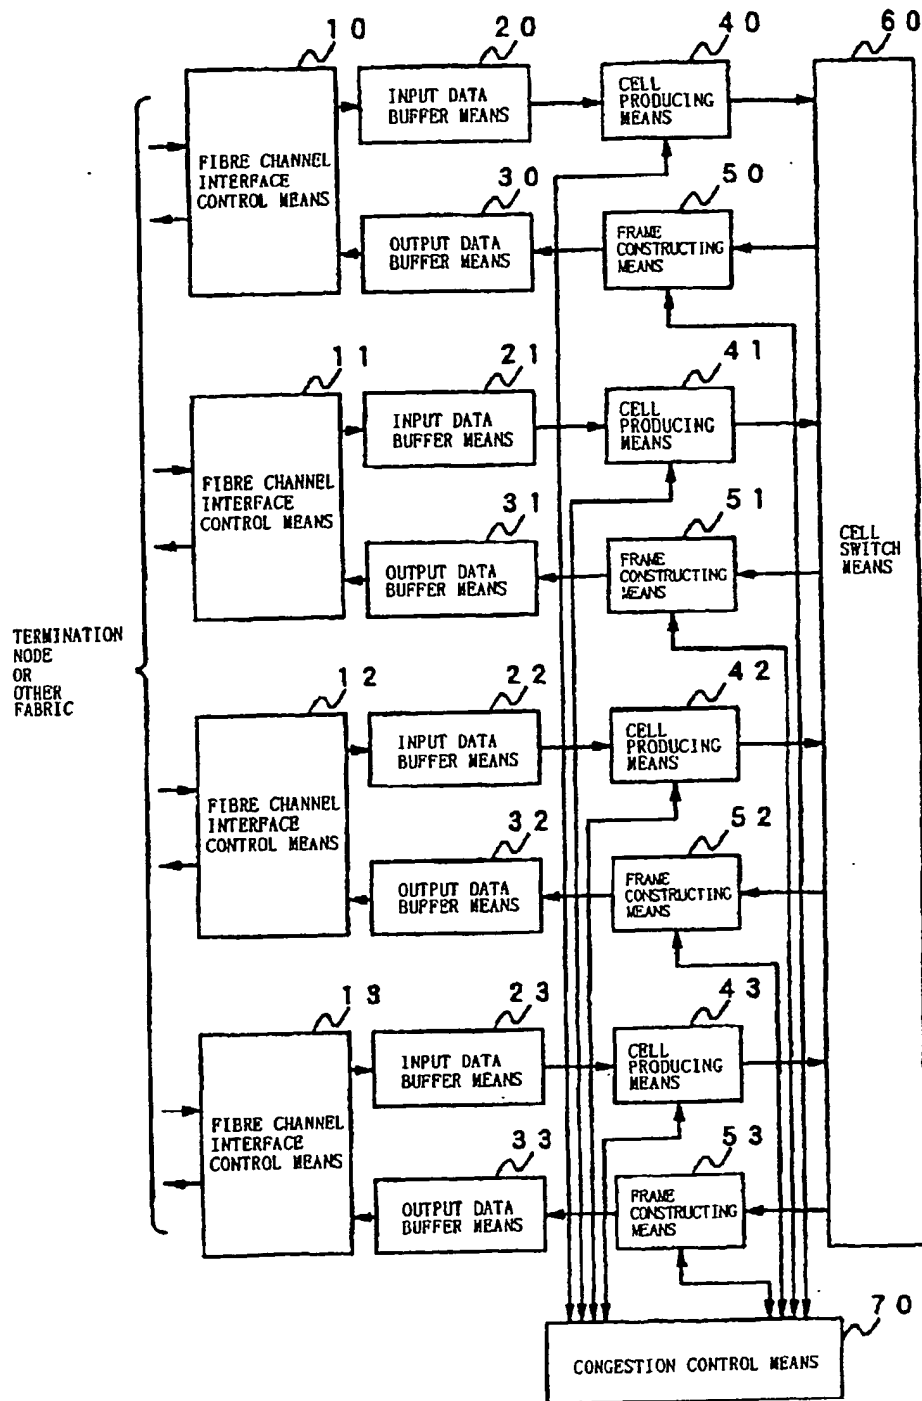 10
20
40
60
FIBRE CHANNEL
INTERFACE
CONTROL MEANS
INPUT DATA
BUFFER MEANS
CELL
PRODUCING
MEANS
30
50
OUTPUT DATA
BUFFER MEANS
FRAME
CONSTRUCTING
MEANS
11
21
41
FIBRE CHANNEL
INTERFACE
CONTROL MEANS
INPUT DATA
BUFFER MEANS
CELL
PRODUCING
MEANS
31
51
OUTPUT DATA
BUFFER MEANS
FRAME
CONSTRUCTING
MEANS
CELL
SWITCH
MEANS
TERMINATION
NODE
OR
OTHER
FABRIC
12
22
42
FIBRE CHANNEL
INTERFACE
CONTROL MEANS
INPUT DATA
BUFFER MEANS
CELL
PRODUCING
MEANS
32
52
OUTPUT DATA
BUFFER MEANS
FRAME
CONSTRUCTING
MEANS
13
23
43
FIBRE CHANNEL
INTERFACE
CONTROL MEANS
INPUT DATA
BUFFER MEANS
CELL
PRODUCING
MEANS
33
53
OUTPUT DATA
BUFFER MEANS
FRAME
CONSTRUCTING
MEANS
70
CONGESTION CONTROL MEANS